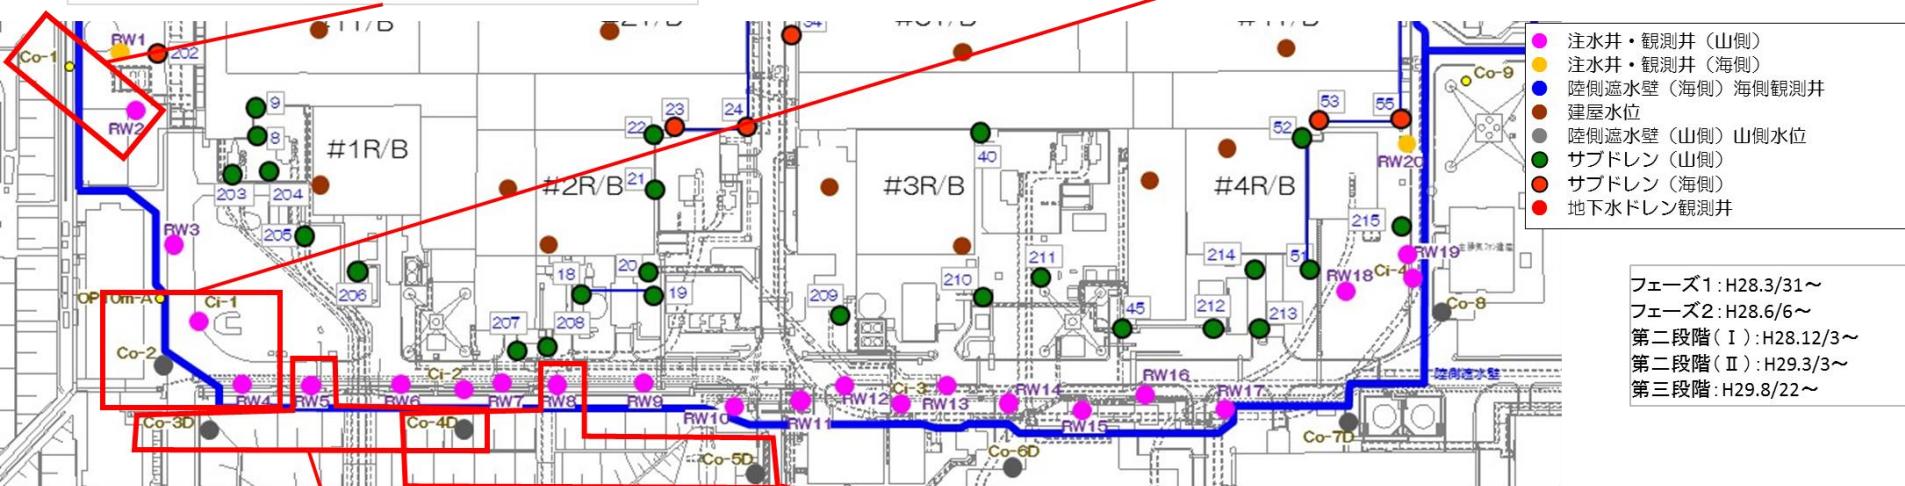 #1T/B
#2T/B
#3T/B
#4T/B
34
RW1
202
Co-1
RW2
9
8
203
204
205
206
#1R/B
23
24
22
21
#2R/B
18
20
19
207
208
40
#3R/B
209
210
211
53
55
52
RW20
#4R/B
215
214
51
212
213
45
RW18
RW19
Ci-4
Co-9
Co-8
RW3
OP10m-A
Ci-1
Co-2
RW4
RW5
RW6
Ci-2
RW7
RW8
RW9
RW10
RW11
RW12
Ci-3
RW13
RW14
RW15
RW16
RW17
陸側遮水壁
Co-3D
Co-4D
Co-5D
Co-6D
Co-7D
注水井・観測井（山側）
注水井・観測井（海側）
陸側遮水壁（海側）海側観測井
建屋水位
陸側遮水壁（山側）山側水位
サブドレン（山側）
サブドレン（海側）
地下水ドレン観測井
フェーズ1：H28.3/31～
フェーズ2：H28.6/6～
第二段階（Ⅰ）：H28.12/3～
第二段階（Ⅱ）：H29.3/3～
第三段階：H29.8/22～